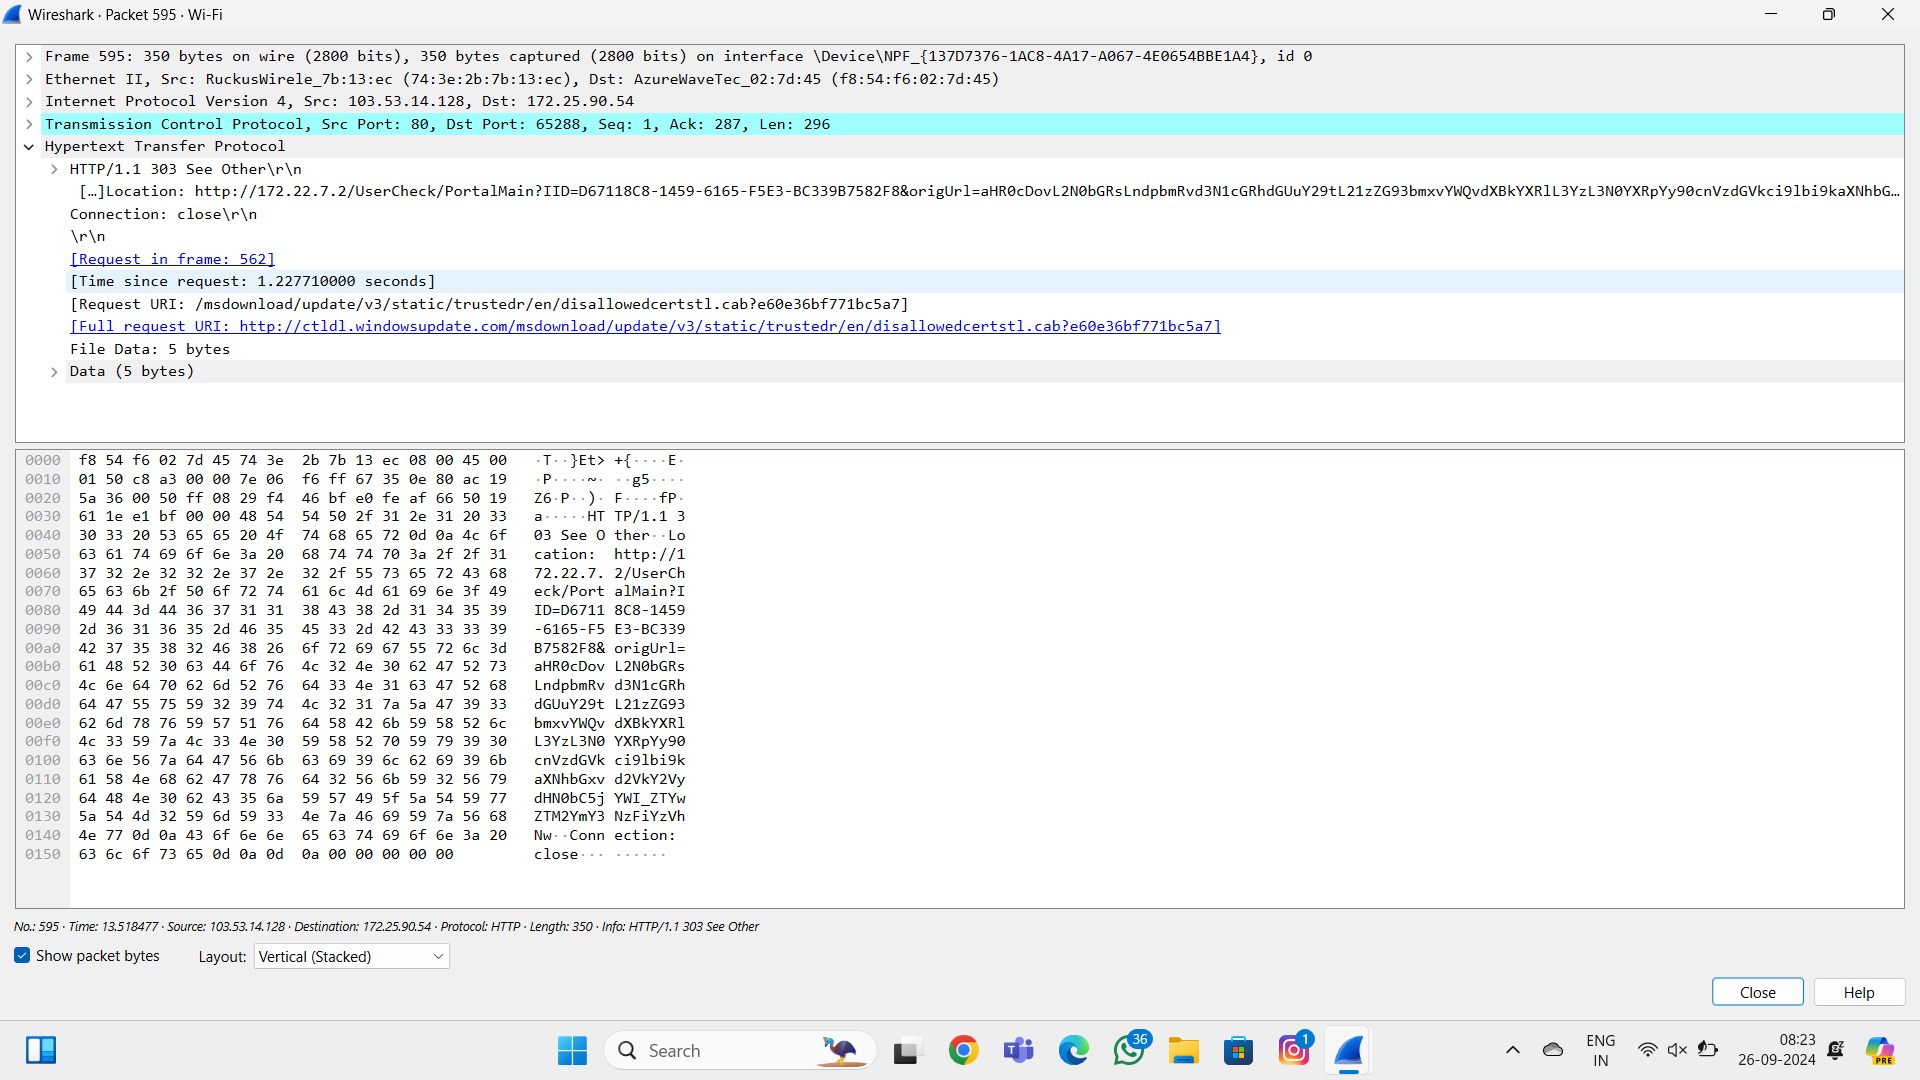 Wireshark · Packet 595 · Wi-Fi
Frame 595: 350 bytes on wire (2800 bits), 350 bytes captured (2800 bits) on interface \Device\NPF_{137D7376-1AC8-4A17-A067-4E0654BBE1A4}, id 0
Ethernet II, Src: RuckusWirele_7b:13:ec (74:3e:2b:7b:13:ec), Dst: AzureWaveTec_02:7d:45 (f8:54:f6:02:7d:45)
Internet Protocol Version 4, Src: 103.53.14.128, Dst: 172.25.90.54
Transmission Control Protocol, Src Port: 80, Dst Port: 65288, Seq: 1, Ack: 287, Len: 296
Hypertext Transfer Protocol
HTTP/1.1 303 See Other\r\n
[…]Location: http://172.22.7.2/UserCheck/PortalMain?IID=D67118C8-1459-6165-F5E3-BC339B7582F8&origUrl=aHR0cDovL2N0bGRsLndpbmRvd3N1cGRhdGUuY29tL21zZG93bmxvYWQvdXBkYXRlL3YzL3N0YXRpYy90cnVzdGVkci9lbi9kaXNhbG…
Connection: close\r\n
\r\n
[Request in frame: 562]
[Time since request: 1.227710000 seconds]
[Request URI: /msdownload/update/v3/static/trustedr/en/disallowedcertstl.cab?e60e36bf771bc5a7]
[Full request URI: http://ctldl.windowsupdate.com/msdownload/update/v3/static/trustedr/en/disallowedcertstl.cab?e60e36bf771bc5a7]
File Data: 5 bytes
Data (5 bytes)
0000 f8 54 f6 02 7d 45 74 3e 2b 7b 13 ec 08 00 45 00 ·T··}Et> +{····E·
0010 01 50 c8 a3 00 00 7e 06 f6 ff 67 35 0e 80 ac 19 ·P····~· ··g5····
0020 5a 36 00 50 ff 08 29 f4 46 bf e0 fe af 66 50 19 Z6·P··)· F····fP·
0030 61 1e e1 bf 00 00 48 54 54 50 2f 31 2e 31 20 33 a·····HT TP/1.1 3
0040 30 33 20 53 65 65 20 4f 74 68 65 72 0d 0a 4c 6f 03 See O ther··Lo
0050 63 61 74 69 6f 6e 3a 20 68 74 74 70 3a 2f 2f 31 cation: http://1
0060 37 32 2e 32 32 2e 37 2e 32 2f 55 73 65 72 43 68 72.22.7. 2/UserCh
0070 65 63 6b 2f 50 6f 72 74 61 6c 4d 61 69 6e 3f 49 eck/Port alMain?I
0080 49 44 3d 44 36 37 31 31 38 43 38 2d 31 34 35 39 ID=D6711 8C8-1459
0090 2d 36 31 36 35 2d 46 35 45 33 2d 42 43 33 33 39 -6165-F5 E3-BC339
00a0 42 37 35 38 32 46 38 26 6f 72 69 67 55 72 6c 3d B7582F8& origUrl=
00b0 61 48 52 30 63 44 6f 76 4c 32 4e 30 62 47 52 73 aHR0cDov L2N0bGRs
00c0 4c 6e 64 70 62 6d 52 76 64 33 4e 31 63 47 52 68 LndpbmRv d3N1cGRh
00d0 64 47 55 75 59 32 39 74 4c 32 31 7a 5a 47 39 33 dGUuY29t L21zZG93
00e0 62 6d 78 76 59 57 51 76 64 58 42 6b 59 58 52 6c bmxvYWQv dXBkYXRl
00f0 4c 33 59 7a 4c 33 4e 30 59 58 52 70 59 79 39 30 L3YzL3N0 YXRpYy90
0100 63 6e 56 7a 64 47 56 6b 63 69 39 6c 62 69 39 6b cnVzdGVk ci9lbi9k
0110 61 58 4e 68 62 47 78 76 64 32 56 6b 59 32 56 79 aXNhbGxv d2VkY2Vy
0120 64 48 4e 30 62 43 35 6a 59 57 49 5f 5a 54 59 77 dHN0bC5j YWI_ZTYw
0130 5a 54 4d 32 59 6d 59 33 4e 7a 46 69 59 7a 56 68 ZTM2YmY3 NzFiYzVh
0140 4e 77 0d 0a 43 6f 6e 6e 65 63 74 69 6f 6e 3a 20 Nw··Conn ection:
0150 63 6c 6f 73 65 0d 0a 0d 0a 00 00 00 00 00 close··· ······
No.: 595 · Time: 13.518477 · Source: 103.53.14.128 · Destination: 172.25.90.54 · Protocol: HTTP · Length: 350 · Info: HTTP/1.1 303 See Other
Show packet bytes
Layout: Vertical (Stacked)
Close
Help
Search
36
1
ENG
IN
08:23
26-09-2024
PRE